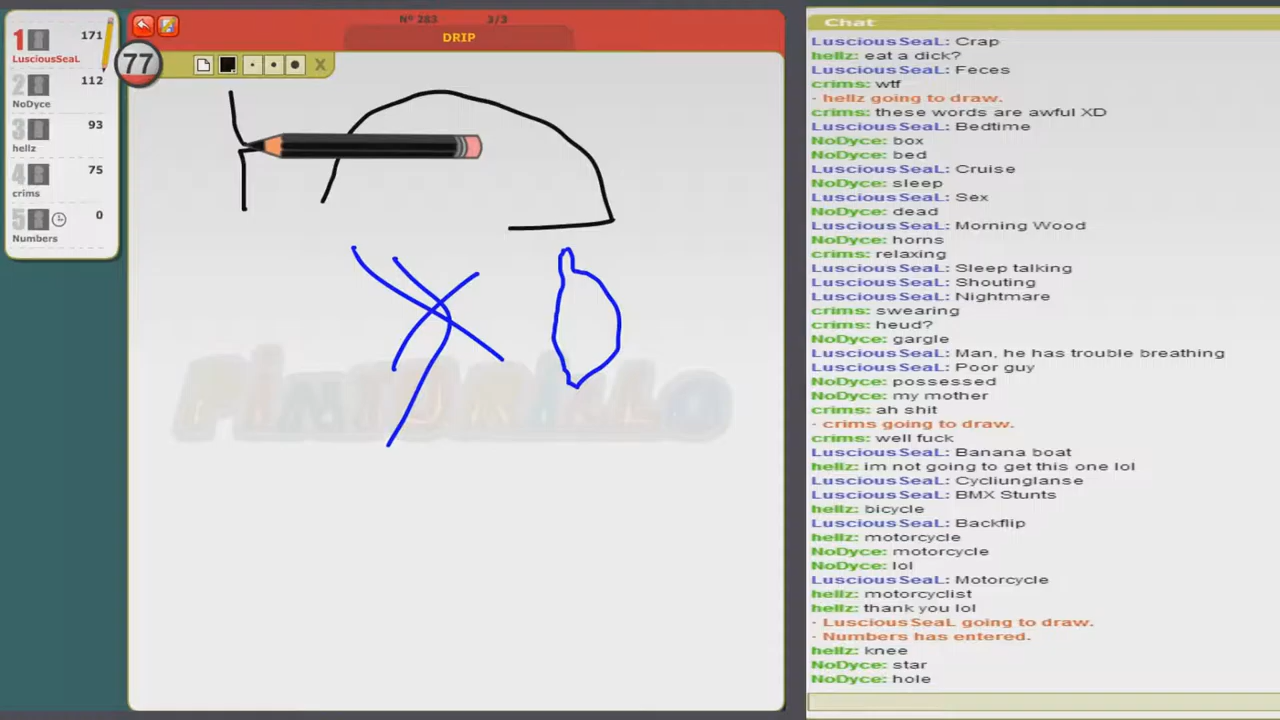 Nº 283 3/3
DRIP
77
1 171
LusciousSeaL
2 112
NoDyce
3 93
hellz
4 75
crims
5 0
Numbers
X
PinTURiLLo
Chat
LusciousSeaL: Crap
hellz: eat a dick?
LusciousSeaL: Feces
crims: wtf
- hellz going to draw.
crims: these words are awful XD
LusciousSeaL: Bedtime
NoDyce: box
NoDyce: bed
LusciousSeaL: Cruise
NoDyce: sleep
LusciousSeaL: Sex
NoDyce: dead
LusciousSeaL: Morning Wood
NoDyce: horns
crims: relaxing
LusciousSeaL: Sleep talking
LusciousSeaL: Shouting
LusciousSeaL: Nightmare
crims: swearing
crims: heud?
NoDyce: gargle
LusciousSeaL: Man, he has trouble breathing
LusciousSeaL: Poor guy
NoDyce: possessed
NoDyce: my mother
crims: ah shit
- crims going to draw.
crims: well fuck
LusciousSeaL: Banana boat
hellz: im not going to get this one lol
LusciousSeaL: Cycliunglanse
LusciousSeaL: BMX Stunts
hellz: bicycle
LusciousSeaL: Backflip
hellz: motorcycle
NoDyce: motorcycle
NoDyce: lol
LusciousSeaL: Motorcycle
hellz: motorcyclist
hellz: thank you lol
- LusciousSeaL going to draw.
- Numbers has entered.
hellz: knee
NoDyce: star
NoDyce: hole